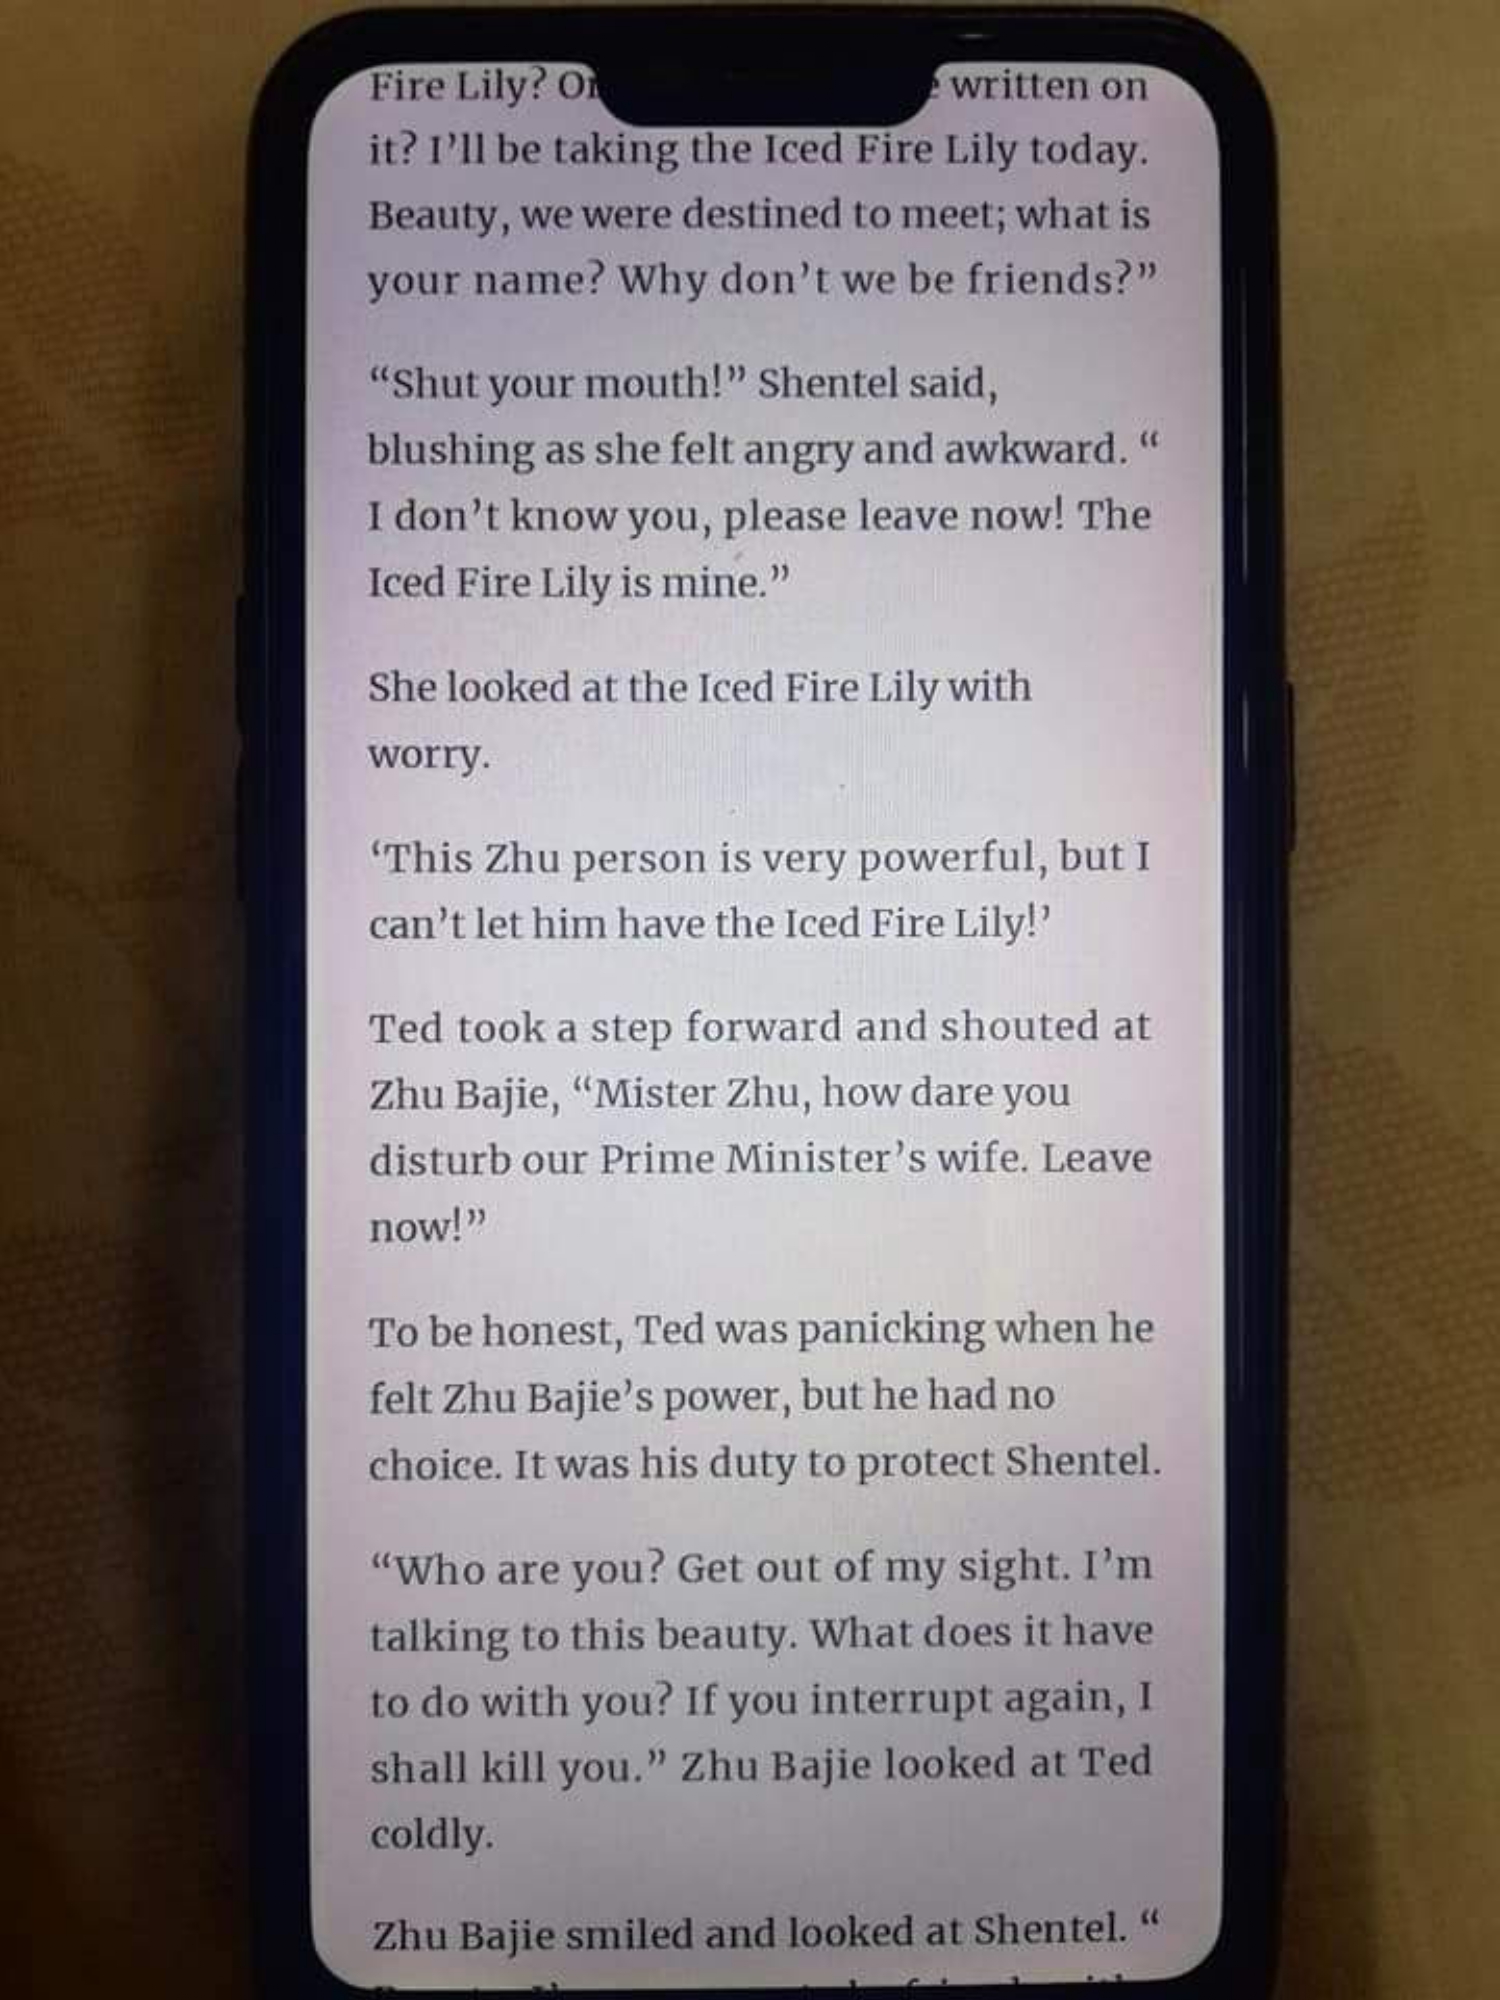 Fire Lily? written on
it? I’ll be taking the Iced Fire Lily today.
Beauty, we were destined to meet; what is
your name? Why don’t we be friends?”
“Shut your mouth!” Shentel said,
blushing as she felt angry and awkward. “
I don’t know you, please leave now! The
Iced Fire Lily is mine.”
She looked at the Iced Fire Lily with
worry.
‘This Zhu person is very powerful, but I
can’t let him have the Iced Fire Lily!’
Ted took a step forward and shouted at
Zhu Bajie, “Mister Zhu, how dare you
disturb our Prime Minister’s wife. Leave
now!”
To be honest, Ted was panicking when he
felt Zhu Bajie’s power, but he had no
choice. It was his duty to protect Shentel.
“Who are you? Get out of my sight. I’m
talking to this beauty. What does it have
to do with you? If you interrupt again, I
shall kill you.” Zhu Bajie looked at Ted
coldly.
Zhu Bajie smiled and looked at Shentel. “